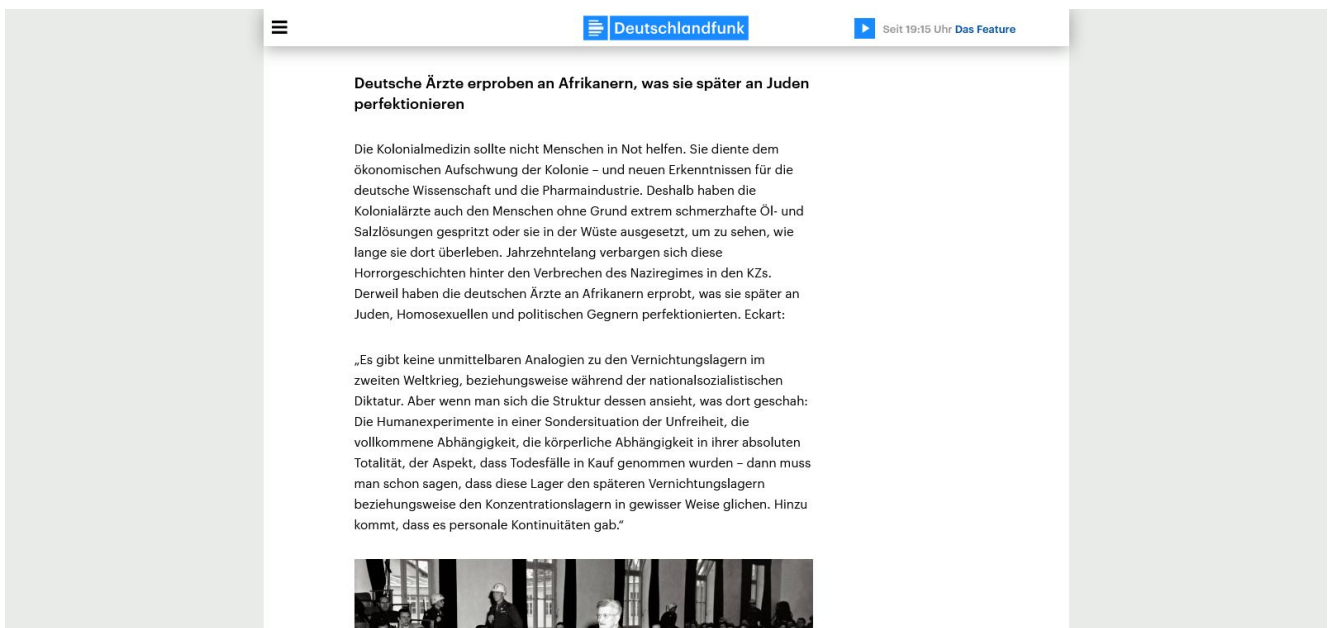 Deutschlandfunk
Seit 19:15 Uhr Das Feature
Deutsche Ärzte erproben an Afrikanern, was sie später an Juden
perfektionieren
Die Kolonialmedizin sollte nicht Menschen in Not helfen. Sie diente dem
ökonomischen Aufschwung der Kolonie – und neuen Erkenntnissen für die
deutsche Wissenschaft und die Pharmaindustrie. Deshalb haben die
Kolonialärzte auch den Menschen ohne Grund extrem schmerzhafte Öl- und
Salzlösungen gespritzt oder sie in der Wüste ausgesetzt, um zu sehen, wie
lange sie dort überleben. Jahrzehntelang verbargen sich diese
Horrorgeschichten hinter den Verbrechen des Naziregimes in den KZs.
Derweil haben die deutschen Ärzte an Afrikanern erprobt, was sie später an
Juden, Homosexuellen und politischen Gegnern perfektionierten. Eckart:
„Es gibt keine unmittelbaren Analogien zu den Vernichtungslagern im
zweiten Weltkrieg, beziehungsweise während der nationalsozialistischen
Diktatur. Aber wenn man sich die Struktur dessen ansieht, was dort geschah:
Die Humanexperimente in einer Sondersituation der Unfreiheit, die
vollkommene Abhängigkeit, die körperliche Abhängigkeit in ihrer absoluten
Totalität, der Aspekt, dass Todesfälle in Kauf genommen wurden – dann muss
man schon sagen, dass diese Lager den späteren Vernichtungslagern
beziehungsweise den Konzentrationslagern in gewisser Weise glichen. Hinzu
kommt, dass es personale Kontinuitäten gab.“